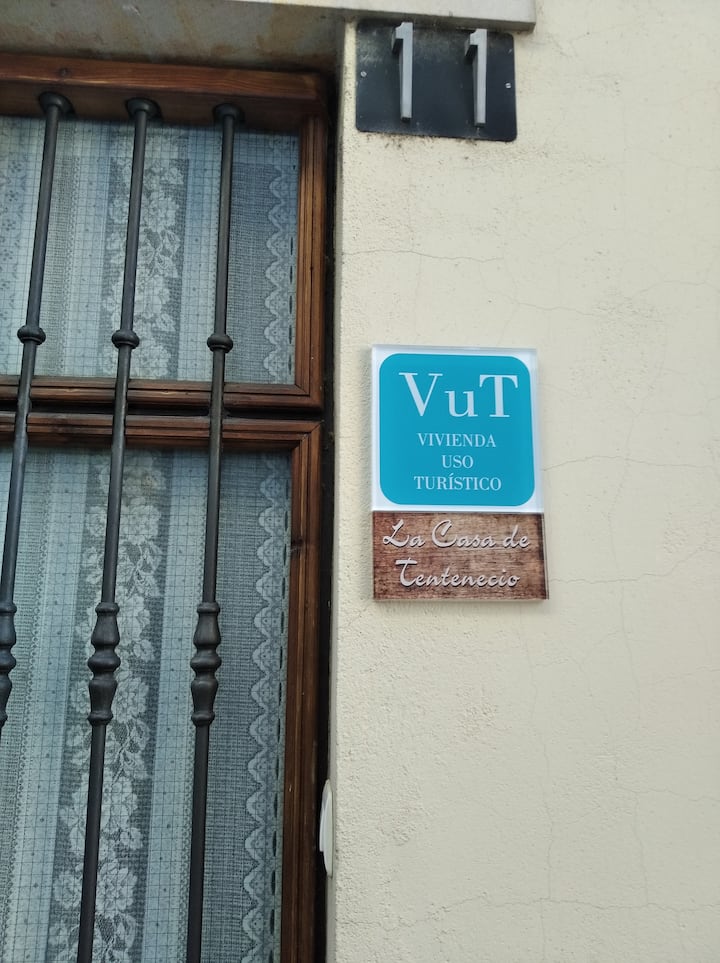 11
VuT
VIVIENDA
USO
TURÍSTICO
La Casa de
Tentenecio